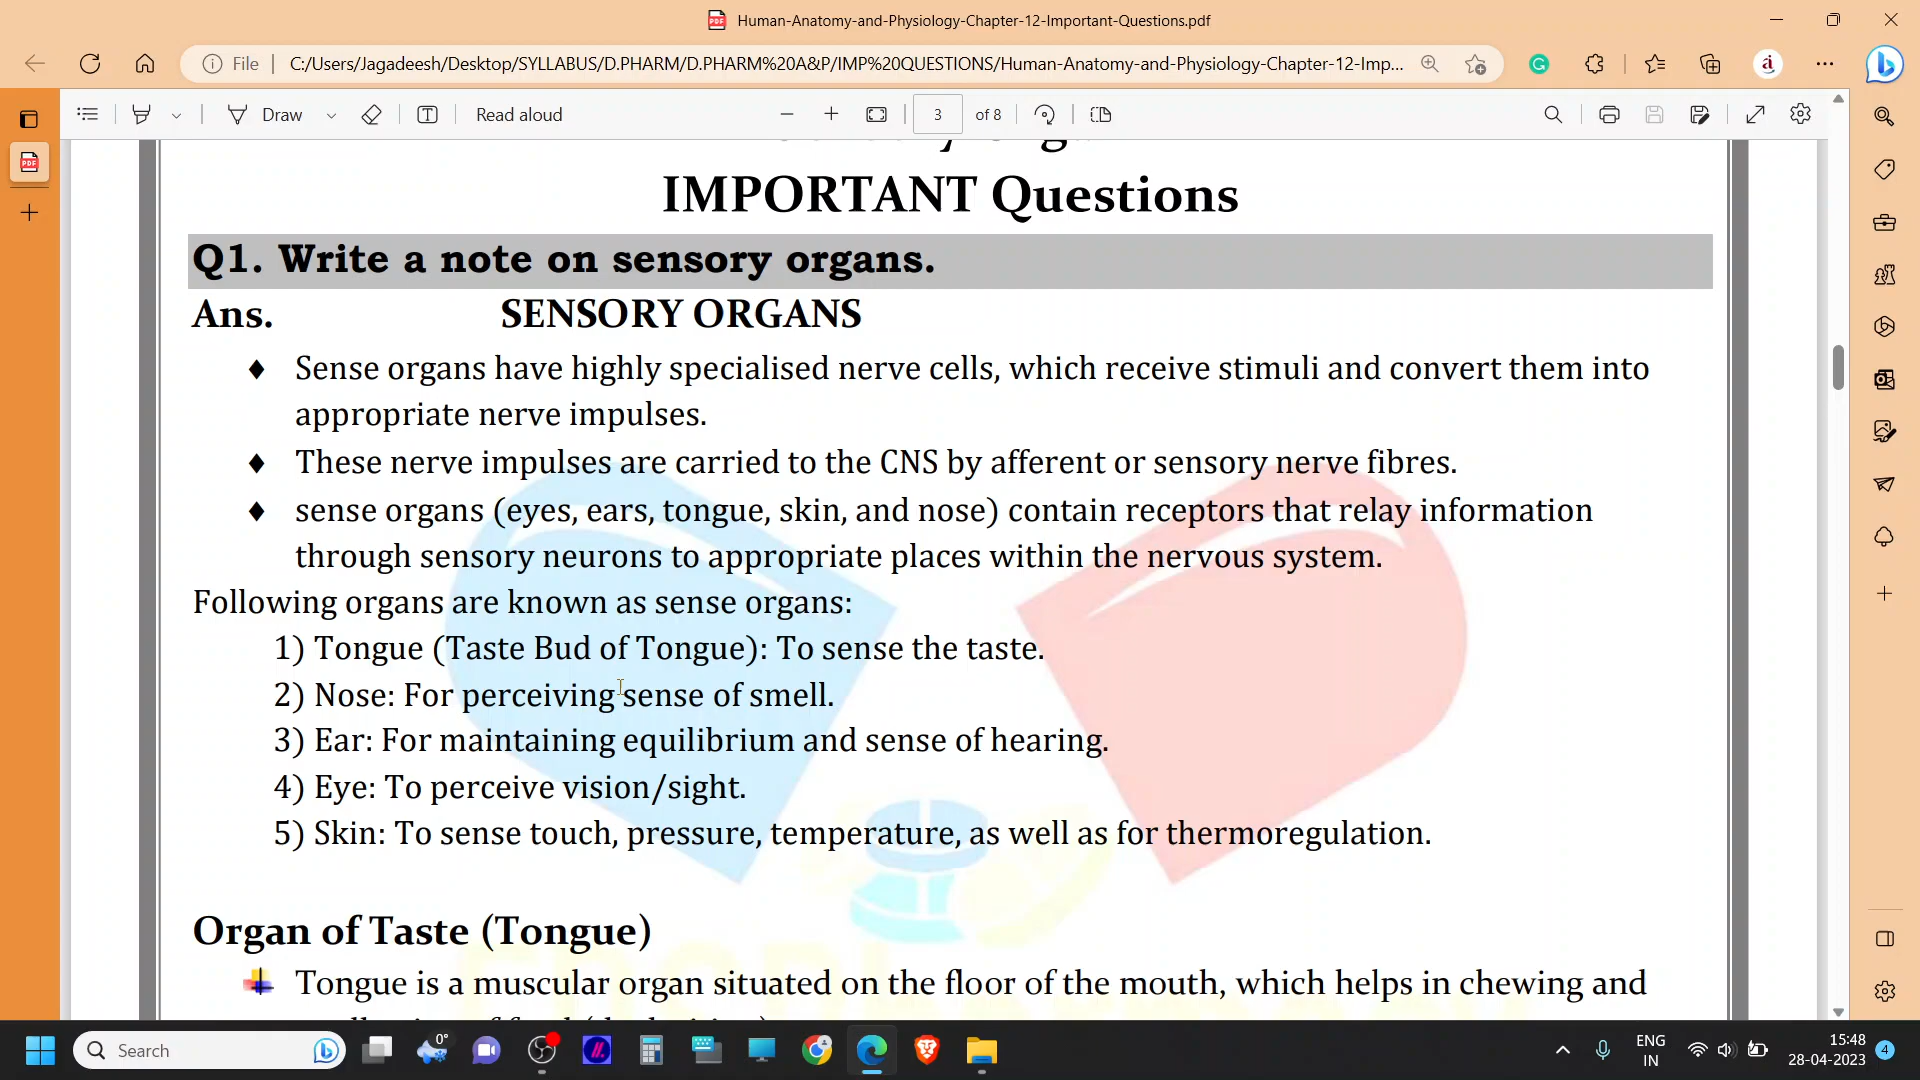 Human-Anatomy-and-Physiology-Chapter-12-Important-Questions.pdf
File
C:/Users/Jagadeesh/Desktop/SYLLABUS/D.PHARM/D.PHARM%20A&P/IMP%20QUESTIONS/Human-Anatomy-and-Physiology-Chapter-12-Imp...
Draw
Read aloud
3 of 8
IMPORTANT Questions
Q1. Write a note on sensory organs.
Ans. SENSORY ORGANS
Sense organs have highly specialised nerve cells, which receive stimuli and convert them into
appropriate nerve impulses.
These nerve impulses are carried to the CNS by afferent or sensory nerve fibres.
sense organs (eyes, ears, tongue, skin, and nose) contain receptors that relay information
through sensory neurons to appropriate places within the nervous system.
Following organs are known as sense organs:
1) Tongue (Taste Bud of Tongue): To sense the taste.
2) Nose: For perceiving sense of smell.
3) Ear: For maintaining equilibrium and sense of hearing.
4) Eye: To perceive vision/sight.
5) Skin: To sense touch, pressure, temperature, as well as for thermoregulation.
Organ of Taste (Tongue)
Tongue is a muscular organ situated on the floor of the mouth, which helps in chewing and
Search
0°
ENG
IN
15:48
28-04-2023
4